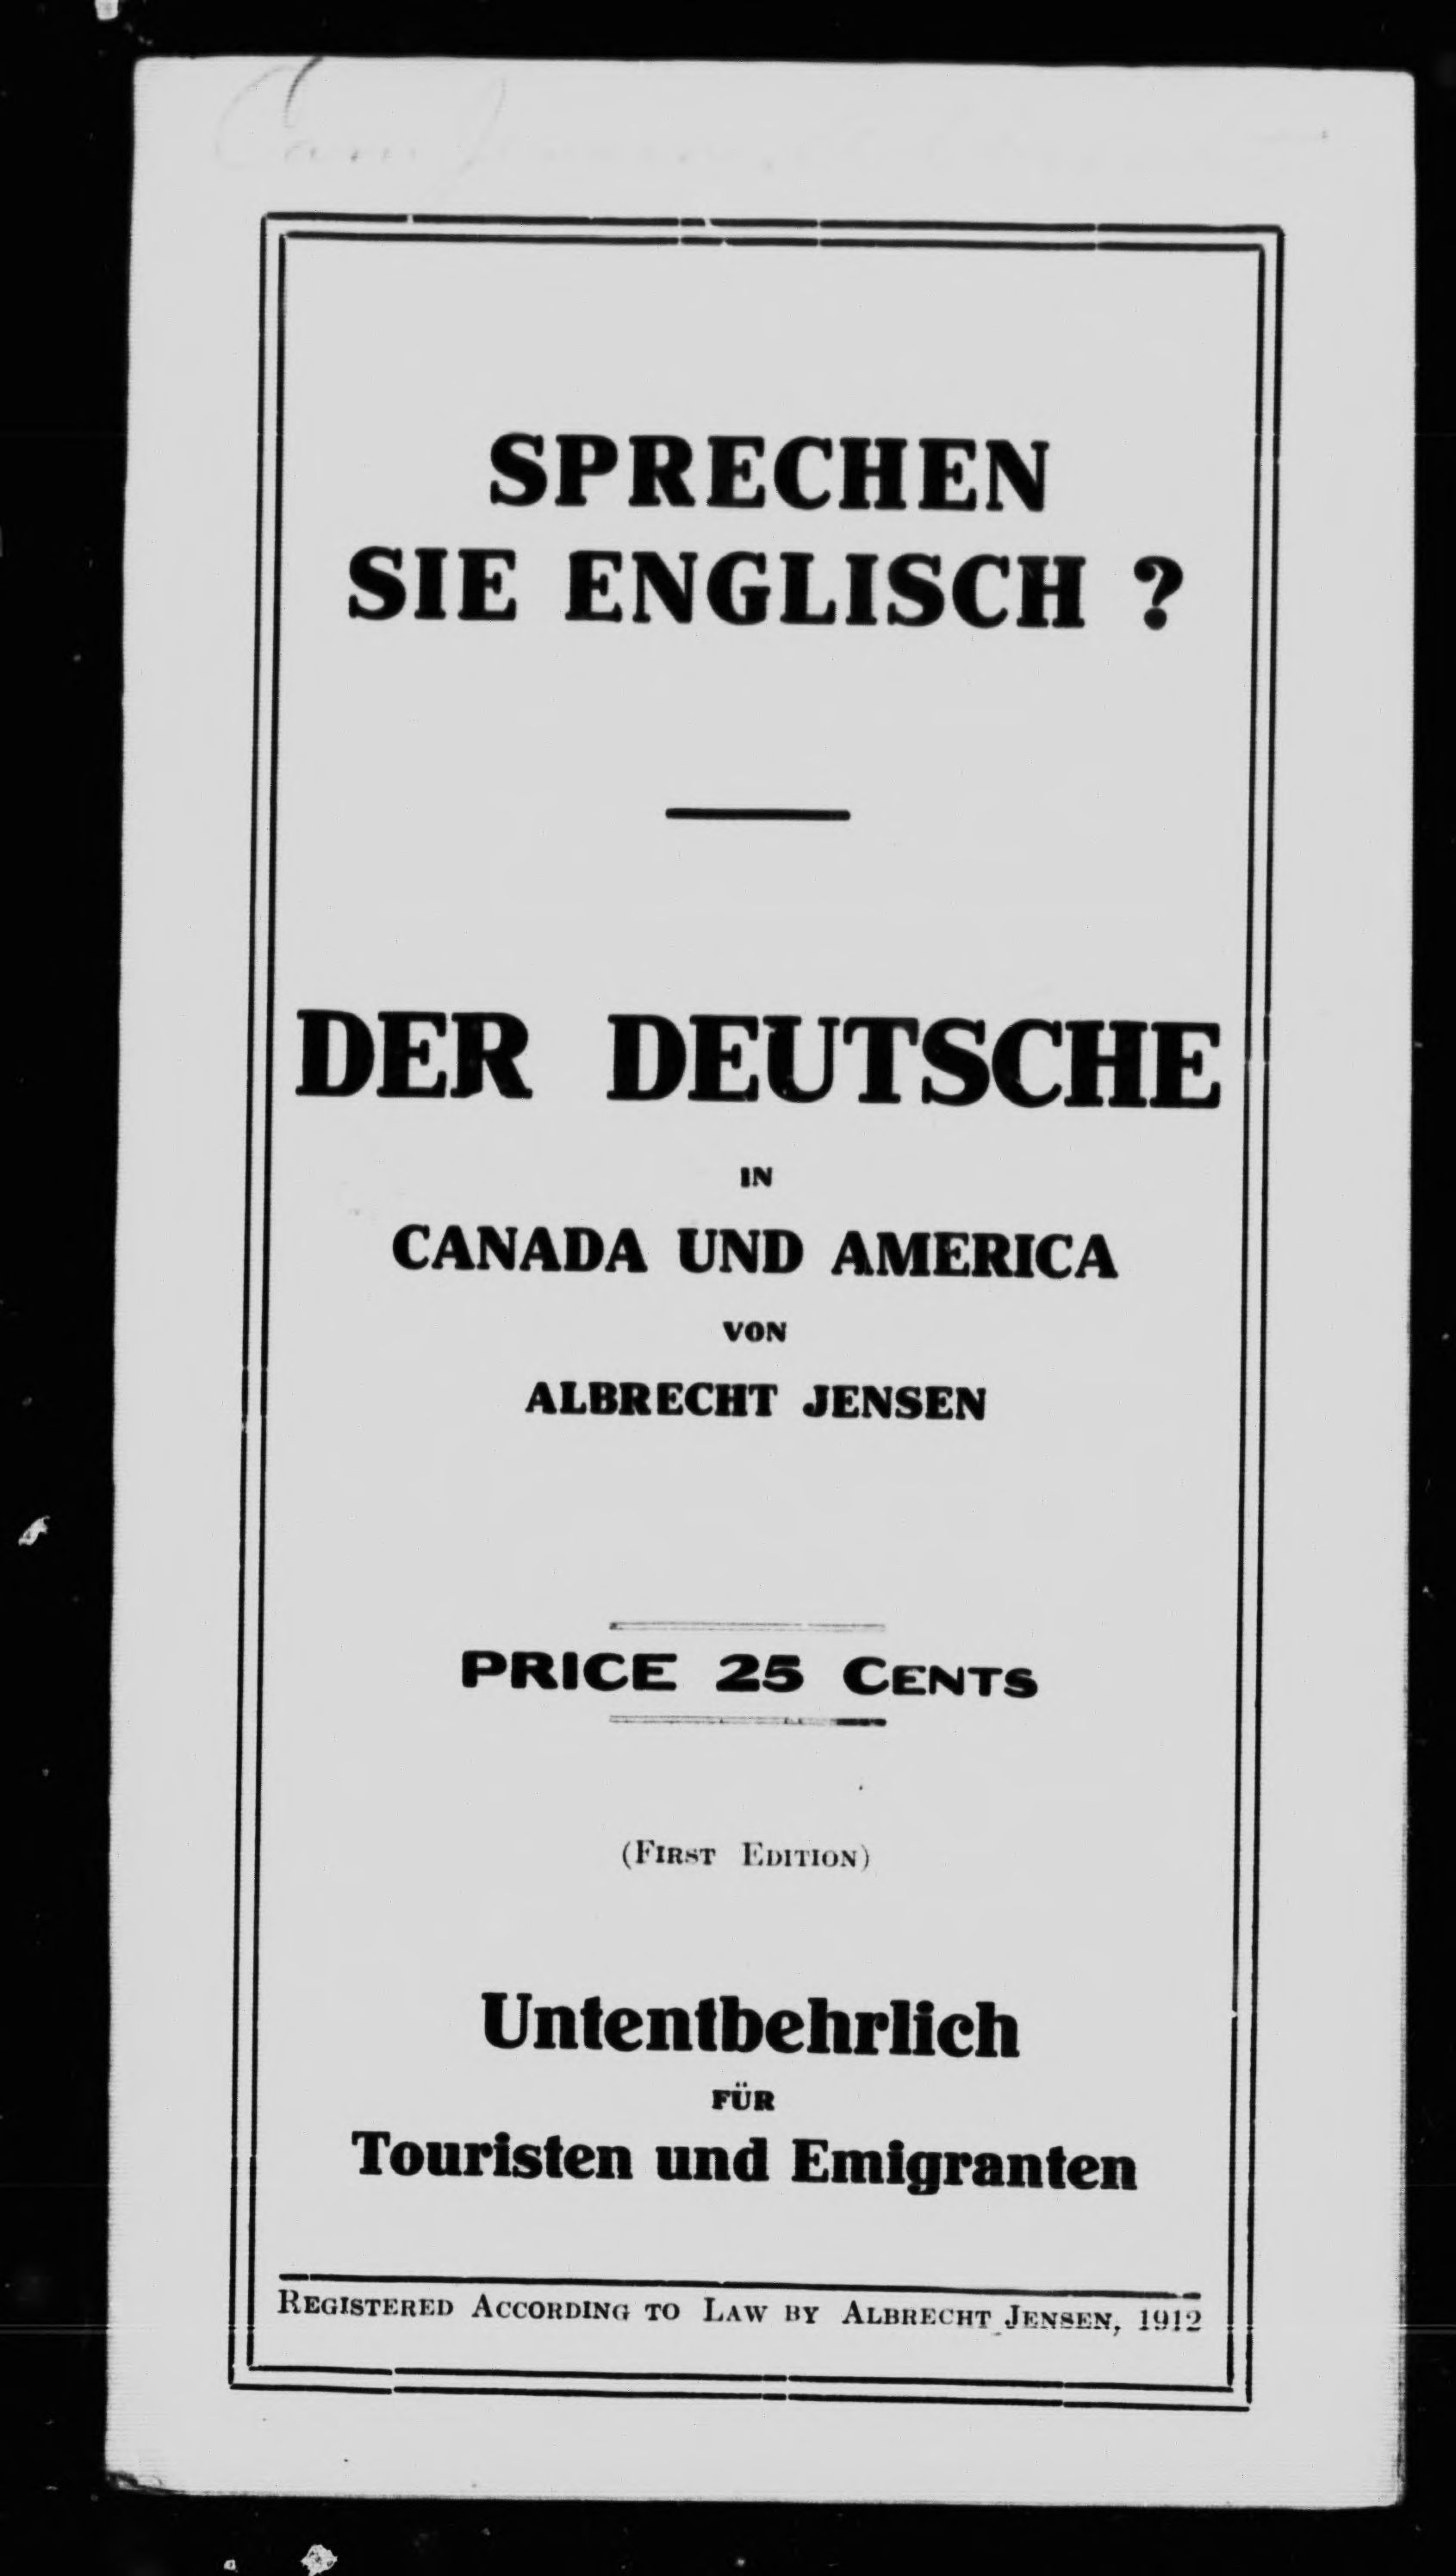 SPRECHEN
SIE ENGLISCH ?
DER DEUTSCHE
IN
CANADA UND AMERICA
VON
ALBRECHT JENSEN
PRICE 25 CENTS
(FIRST EDITION)
Untentbehrlich
FÜR
Touristen und Emigranten
REGISTERED ACCORDING TO LAW BY ALBRECHT JENSEN, 1912